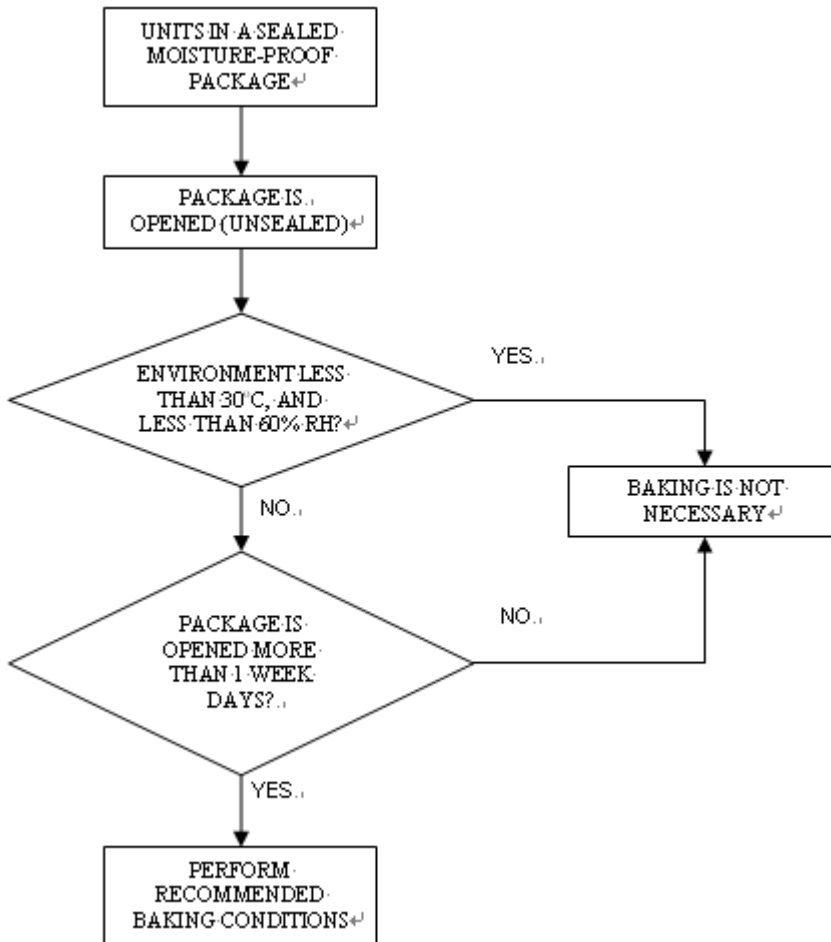 UNITS IN A SEALED
MOISTURE-PROOF
PACKAGE
PACKAGE IS
OPENED (UNSEALED)
ENVIRONMENT LESS
THAN 30°C, AND
LESS THAN 60% RH?
YES
BAKING IS NOT
NECESSARY
NO
PACKAGE IS
OPENED MORE
THAN 1 WEEK
DAYS?
NO
YES
PERFORM
RECOMMENDED
BAKING CONDITIONS